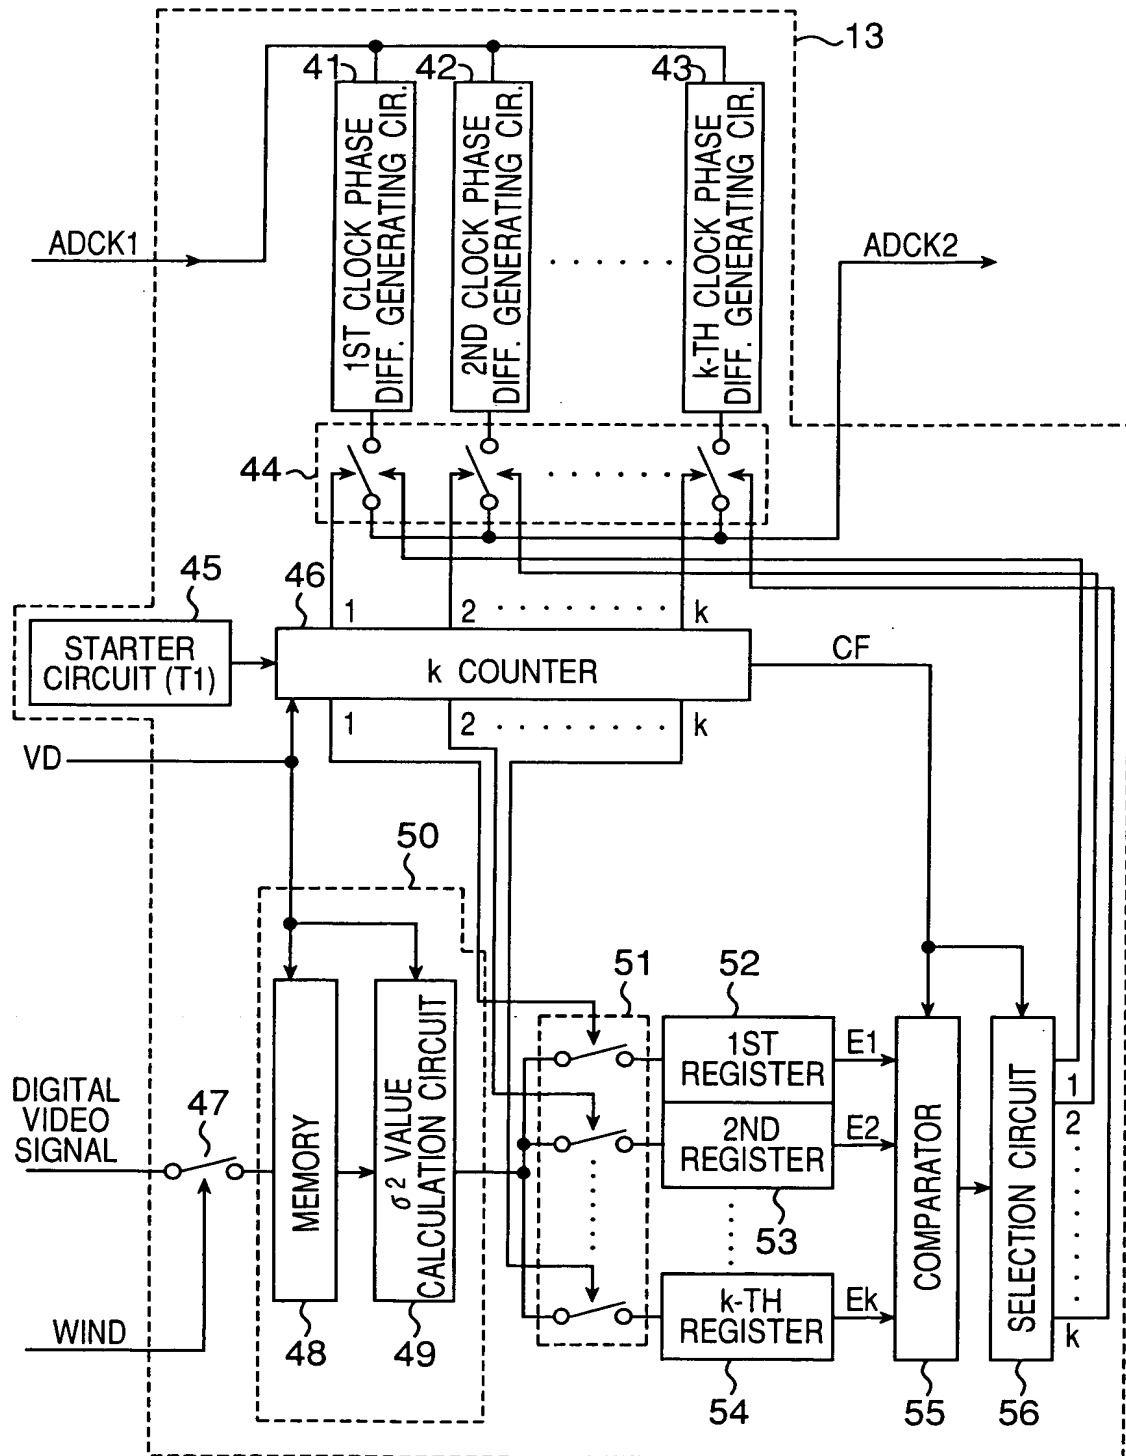 13
41
42
43
1ST CLOCK PHASE
DIFF. GENERATING CIR.
2ND CLOCK PHASE
DIFF. GENERATING CIR.
k-TH CLOCK PHASE
DIFF. GENERATING CIR.
ADCK1
ADCK2
44
45
46
1
2
k
STARTER
CIRCUIT (T1)
k COUNTER
CF
1
2
k
VD
50
51
52
1ST
REGISTER
E1
DIGITAL
VIDEO
SIGNAL
47
MEMORY
σ² VALUE
CALCULATION CIRCUIT
2ND
REGISTER
E2
53
COMPARATOR
SELECTION CIRCUIT
1
2
k
k-TH
REGISTER
Ek
WIND
48
49
54
55
56